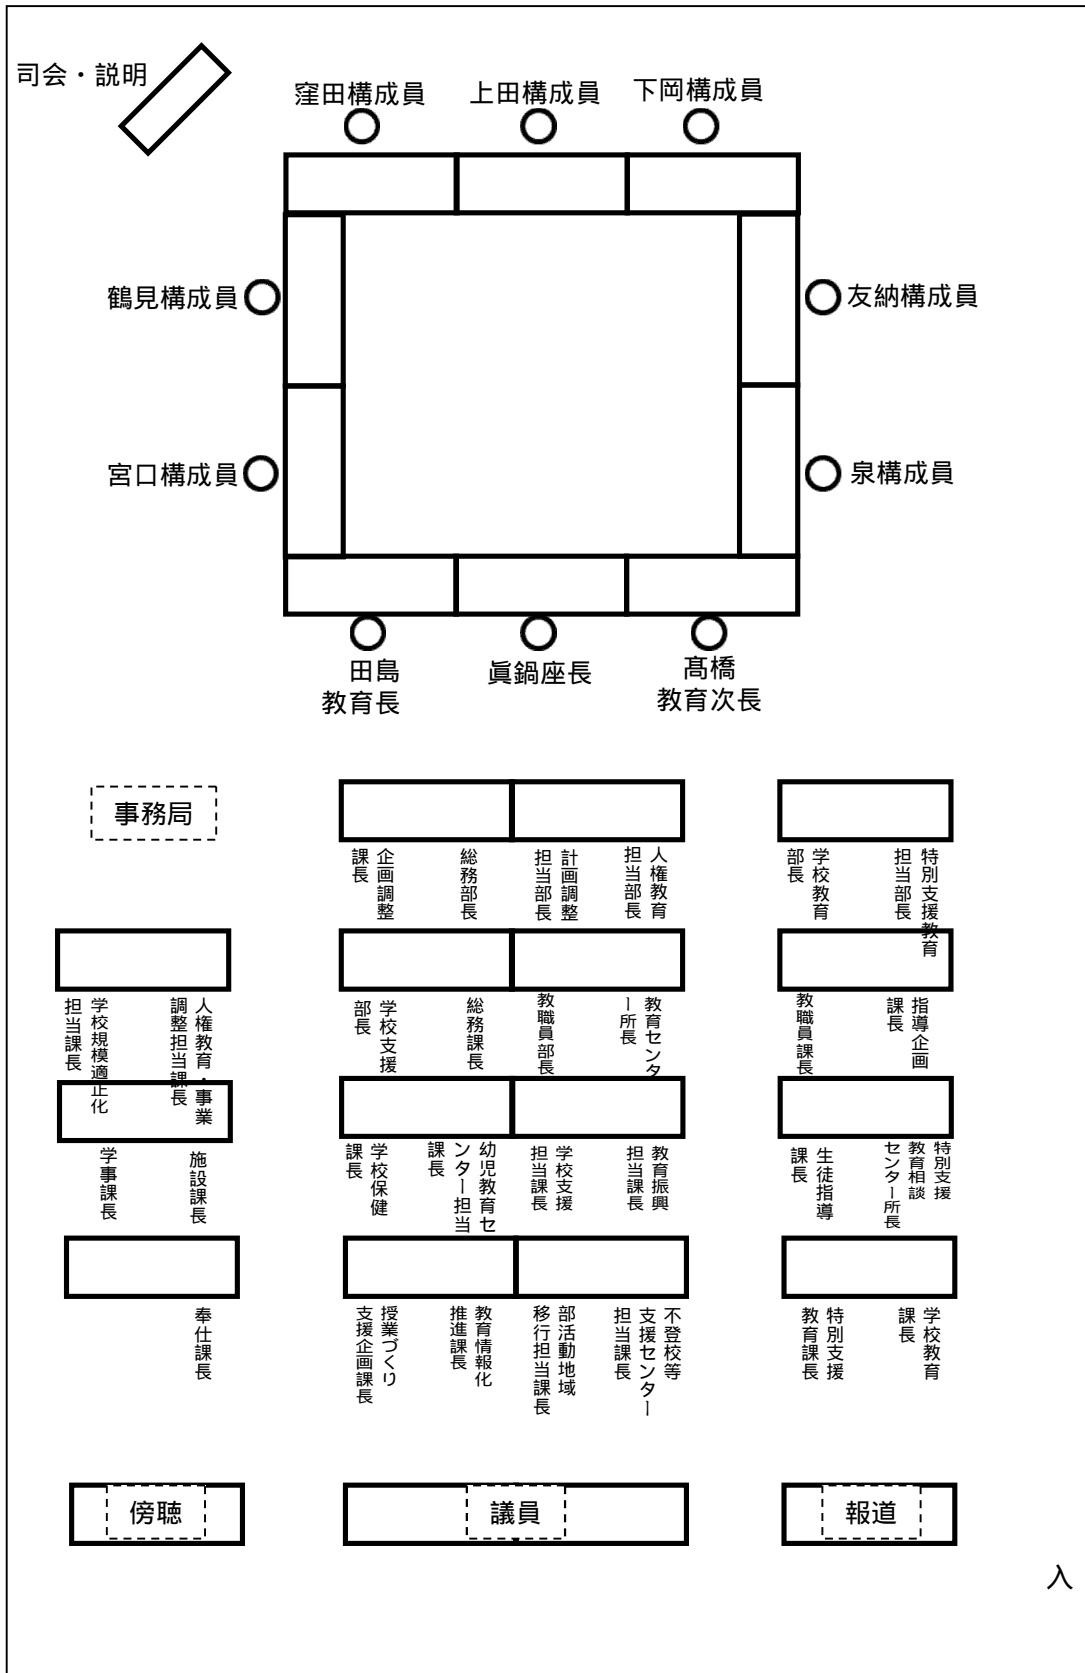 司会・説明
窪田構成員
上田構成員
下岡構成員
鶴見構成員
友納構成員
宮口構成員
泉構成員
田島
教育長
眞鍋座長
髙橋
教育次長
事務局
企画調整
課長
総務部長
計画調整
担当部長
人権教育
担当部長
学校教育
部長
特別支援教育
担当部長
学校規模適正化
担当課長
人権教育・事業
調整担当課長
学校支援
部長
総務課長
教職員部長
教育センタ
ー所長
教職員課長
指導企画
課長
学事課長
施設課長
学校保健
課長
幼児教育セ
ンター担当
課長
学校支援
担当課長
教育振興
担当課長
生徒指導
課長
特別支援
教育相談
センター所長
奉仕課長
授業づくり
支援企画課長
教育情報化
推進課長
部活動地域
移行担当課長
不登校等
支援センター
担当課長
特別支援
教育課長
学校教育
課長
傍聴
議員
報道
入